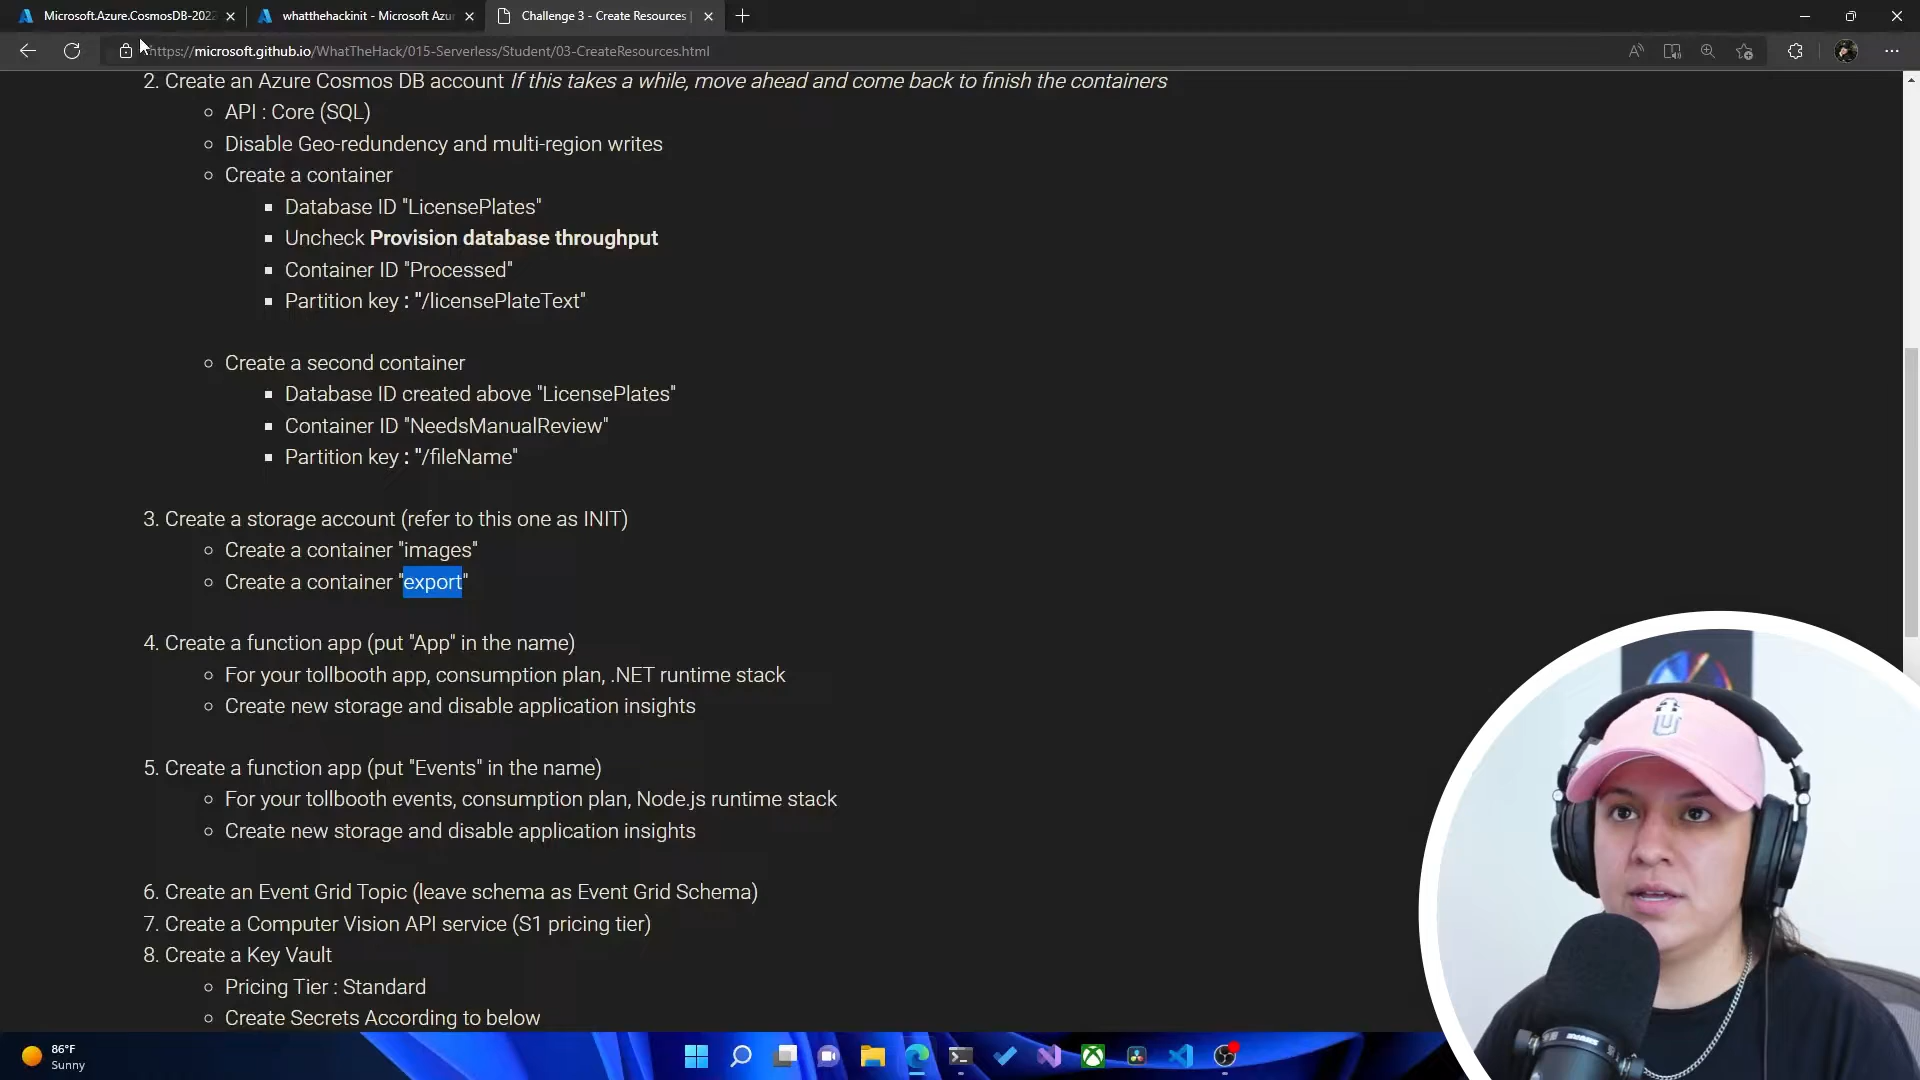 Microsoft.Azure.CosmosDB-2022
whatthehackinit - Microsoft Azur
Challenge 3 - Create Resources |
https://microsoft.github.io/WhatTheHack/015-Serverless/Student/03-CreateResources.html
2. Create an Azure Cosmos DB account If this takes a while, move ahead and come back to finish the containers
API : Core (SQL)
Disable Geo-redundency and multi-region writes
Create a container
Database ID "LicensePlates"
Uncheck Provision database throughput
Container ID "Processed"
Partition key : "/licensePlateText"
Create a second container
Database ID created above "LicensePlates"
Container ID "NeedsManualReview"
Partition key : "/fileName"
3. Create a storage account (refer to this one as INIT)
Create a container "images"
Create a container "export"
4. Create a function app (put "App" in the name)
For your tollbooth app, consumption plan, .NET runtime stack
Create new storage and disable application insights
5. Create a function app (put "Events" in the name)
For your tollbooth events, consumption plan, Node.js runtime stack
Create new storage and disable application insights
6. Create an Event Grid Topic (leave schema as Event Grid Schema)
7. Create a Computer Vision API service (S1 pricing tier)
8. Create a Key Vault
Pricing Tier : Standard
Create Secrets According to below
86°F
Sunny